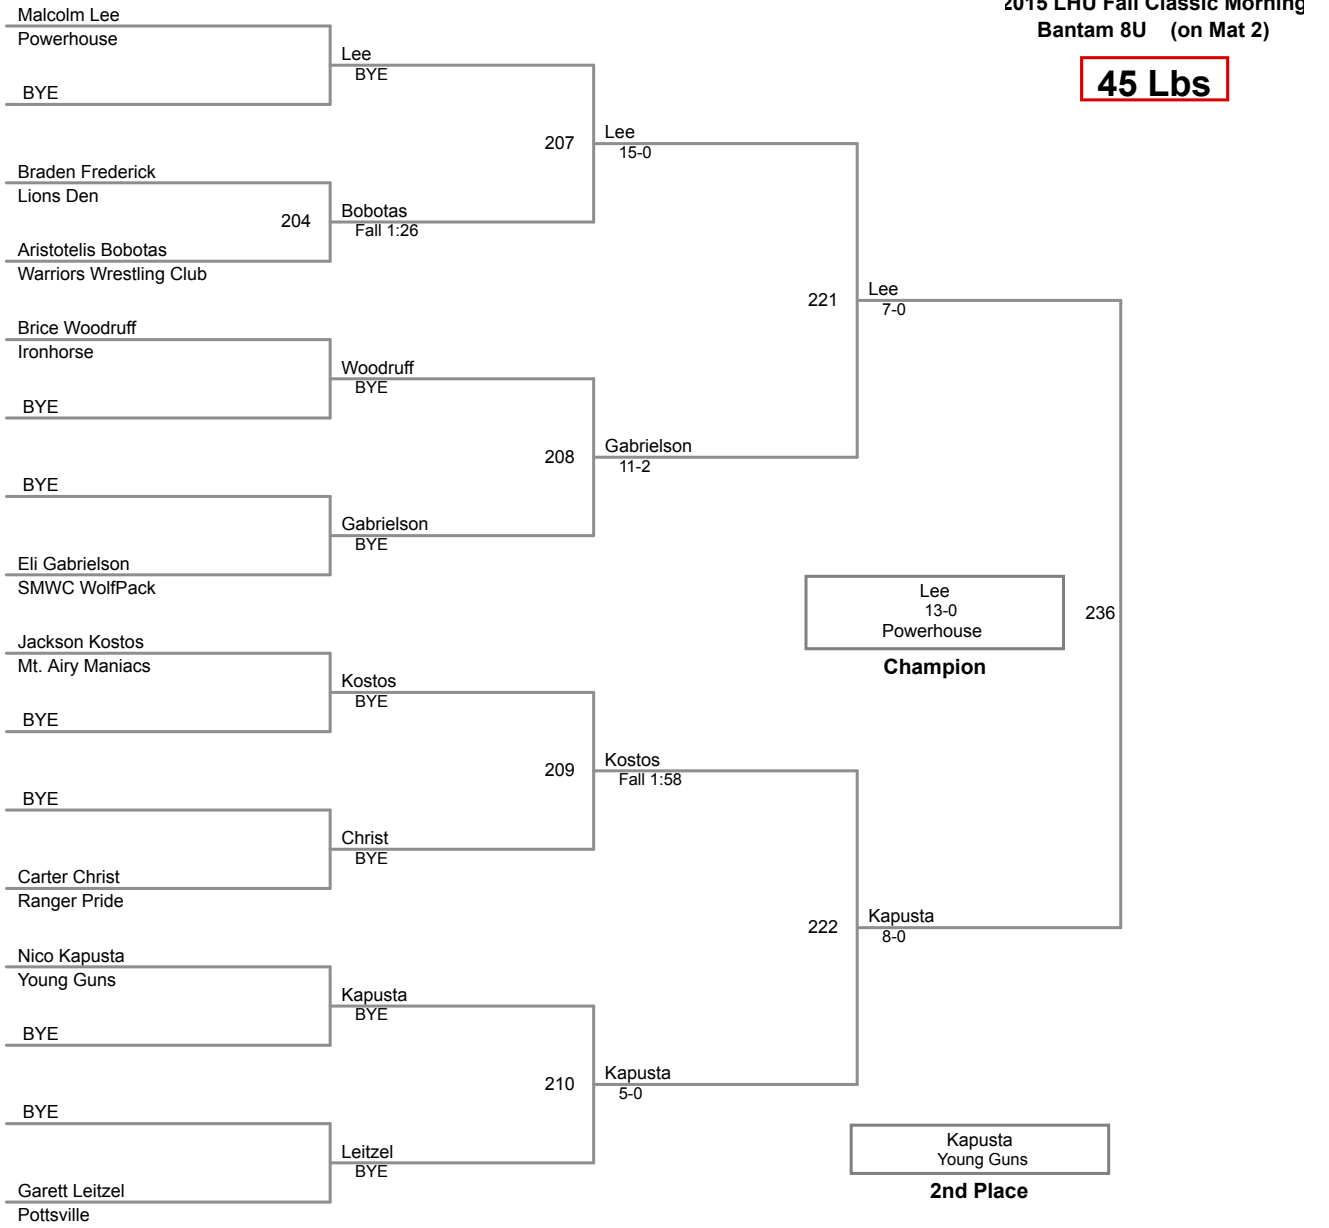 2015 LHU Fall Classic Morning
Bantam 8U (on Mat 2)
45 Lbs
Malcolm Lee
Powerhouse
BYE
Lee
BYE
207
Lee
15-0
Braden Frederick
Lions Den
204
Bobotas
Fall 1:26
Aristotelis Bobotas
Warriors Wrestling Club
221
Lee
7-0
Brice Woodruff
Ironhorse
Woodruff
BYE
BYE
208
Gabrielson
11-2
BYE
Gabrielson
BYE
Eli Gabrielson
SMWC WolfPack
Lee
13-0
Powerhouse
Champion
236
Jackson Kostos
Mt. Airy Maniacs
Kostos
BYE
BYE
209
Kostos
Fall 1:58
BYE
Christ
BYE
Carter Christ
Ranger Pride
222
Kapusta
8-0
Nico Kapusta
Young Guns
Kapusta
BYE
BYE
210
Kapusta
5-0
BYE
Leitzel
BYE
Garett Leitzel
Pottsville
Kapusta
Young Guns
2nd Place